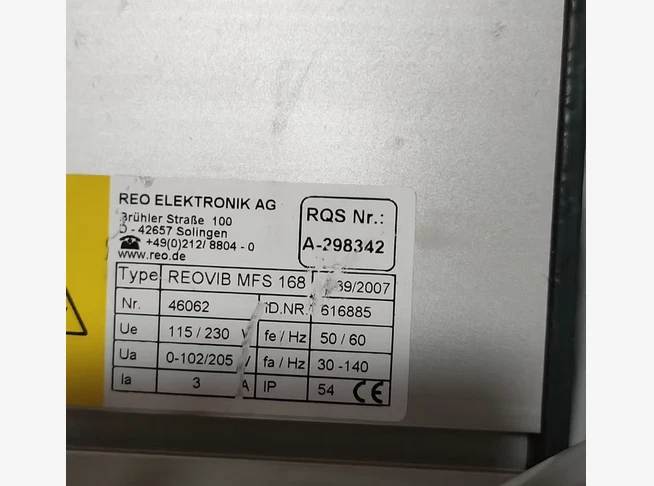 REO ELEKTRONIK AG
Brühler Straße 100
D - 42657 Solingen
+49(0)212/ 8804 - 0
www.reo.de
RQS Nr.:
A-298342
Type REOVIB MFS 168 39/2007
Nr. 46062 ID.NR. 616885
Ue 115 / 230 V fe / Hz 50 / 60
Ua 0-102/205 fa / Hz 30 -140
Ia 3 A IP 54 CE